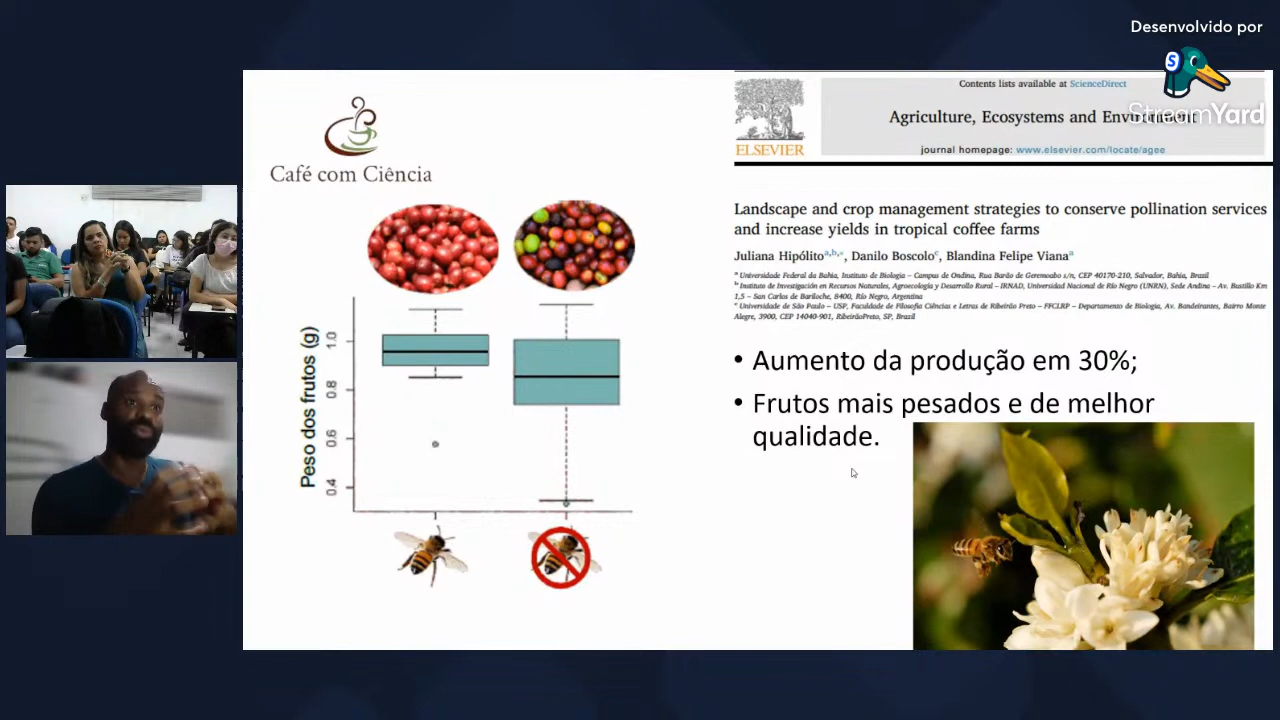 Desenvolvido por
StreamYard
Café com Ciência
Contents lists available at ScienceDirect
Agriculture, Ecosystems and Environment
journal homepage: www.elsevier.com/locate/agee
ELSEVIER
Landscape and crop management strategies to conserve pollination services
and increase yields in tropical coffee farms
Juliana Hipólito a,b,*, Danilo Boscolo c, Blandina Felipe Viana a
a Universidade Federal da Bahia, Instituto de Biologia – Campus de Ondina, Rua Barão de Geremoabo s/n, CEP 40170-210, Salvador, Bahia, Brasil
b Instituto de Investigación en Recursos Naturales, Agroecología y Desarrollo Rural – IRNAD, Universidad Nacional de Río Negro (UNRN), Sede Andina – Av. Bustillo Km
1,5 – San Carlos de Bariloche, 8400, Río Negro, Argentina
c Universidade de São Paulo – USP, Faculdade de Filosofia Ciências e Letras de Ribeirão Preto – FFCLRP – Departamento de Biologia, Av. Bandeirantes, Bairro Monte
Alegre, 3900, CEP 14040-901, RibeirãoPreto, SP, Brazil
Peso dos frutos (g)
1.0
0.8
0.6
0.4
• Aumento da produção em 30%;
• Frutos mais pesados e de melhor
qualidade.